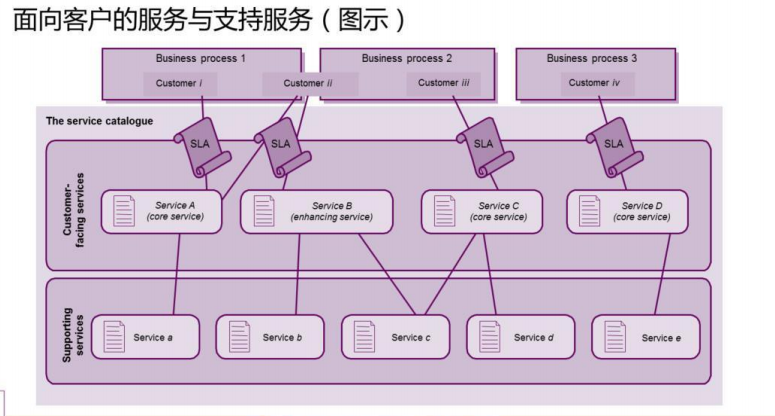 面向客户的服务与支持服务（图示）
Business process 1
Business process 2
Business process 3
Customer i
Customer ii
Customer iii
Customer iv
The service catalogue
SLA
SLA
SLA
SLA
Customer-
facing services
Service A
(core service)
Service B
(enhancing service)
Service C
(core service)
Service D
(core service)
Supporting
services
Service a
Service b
Service c
Service d
Service e